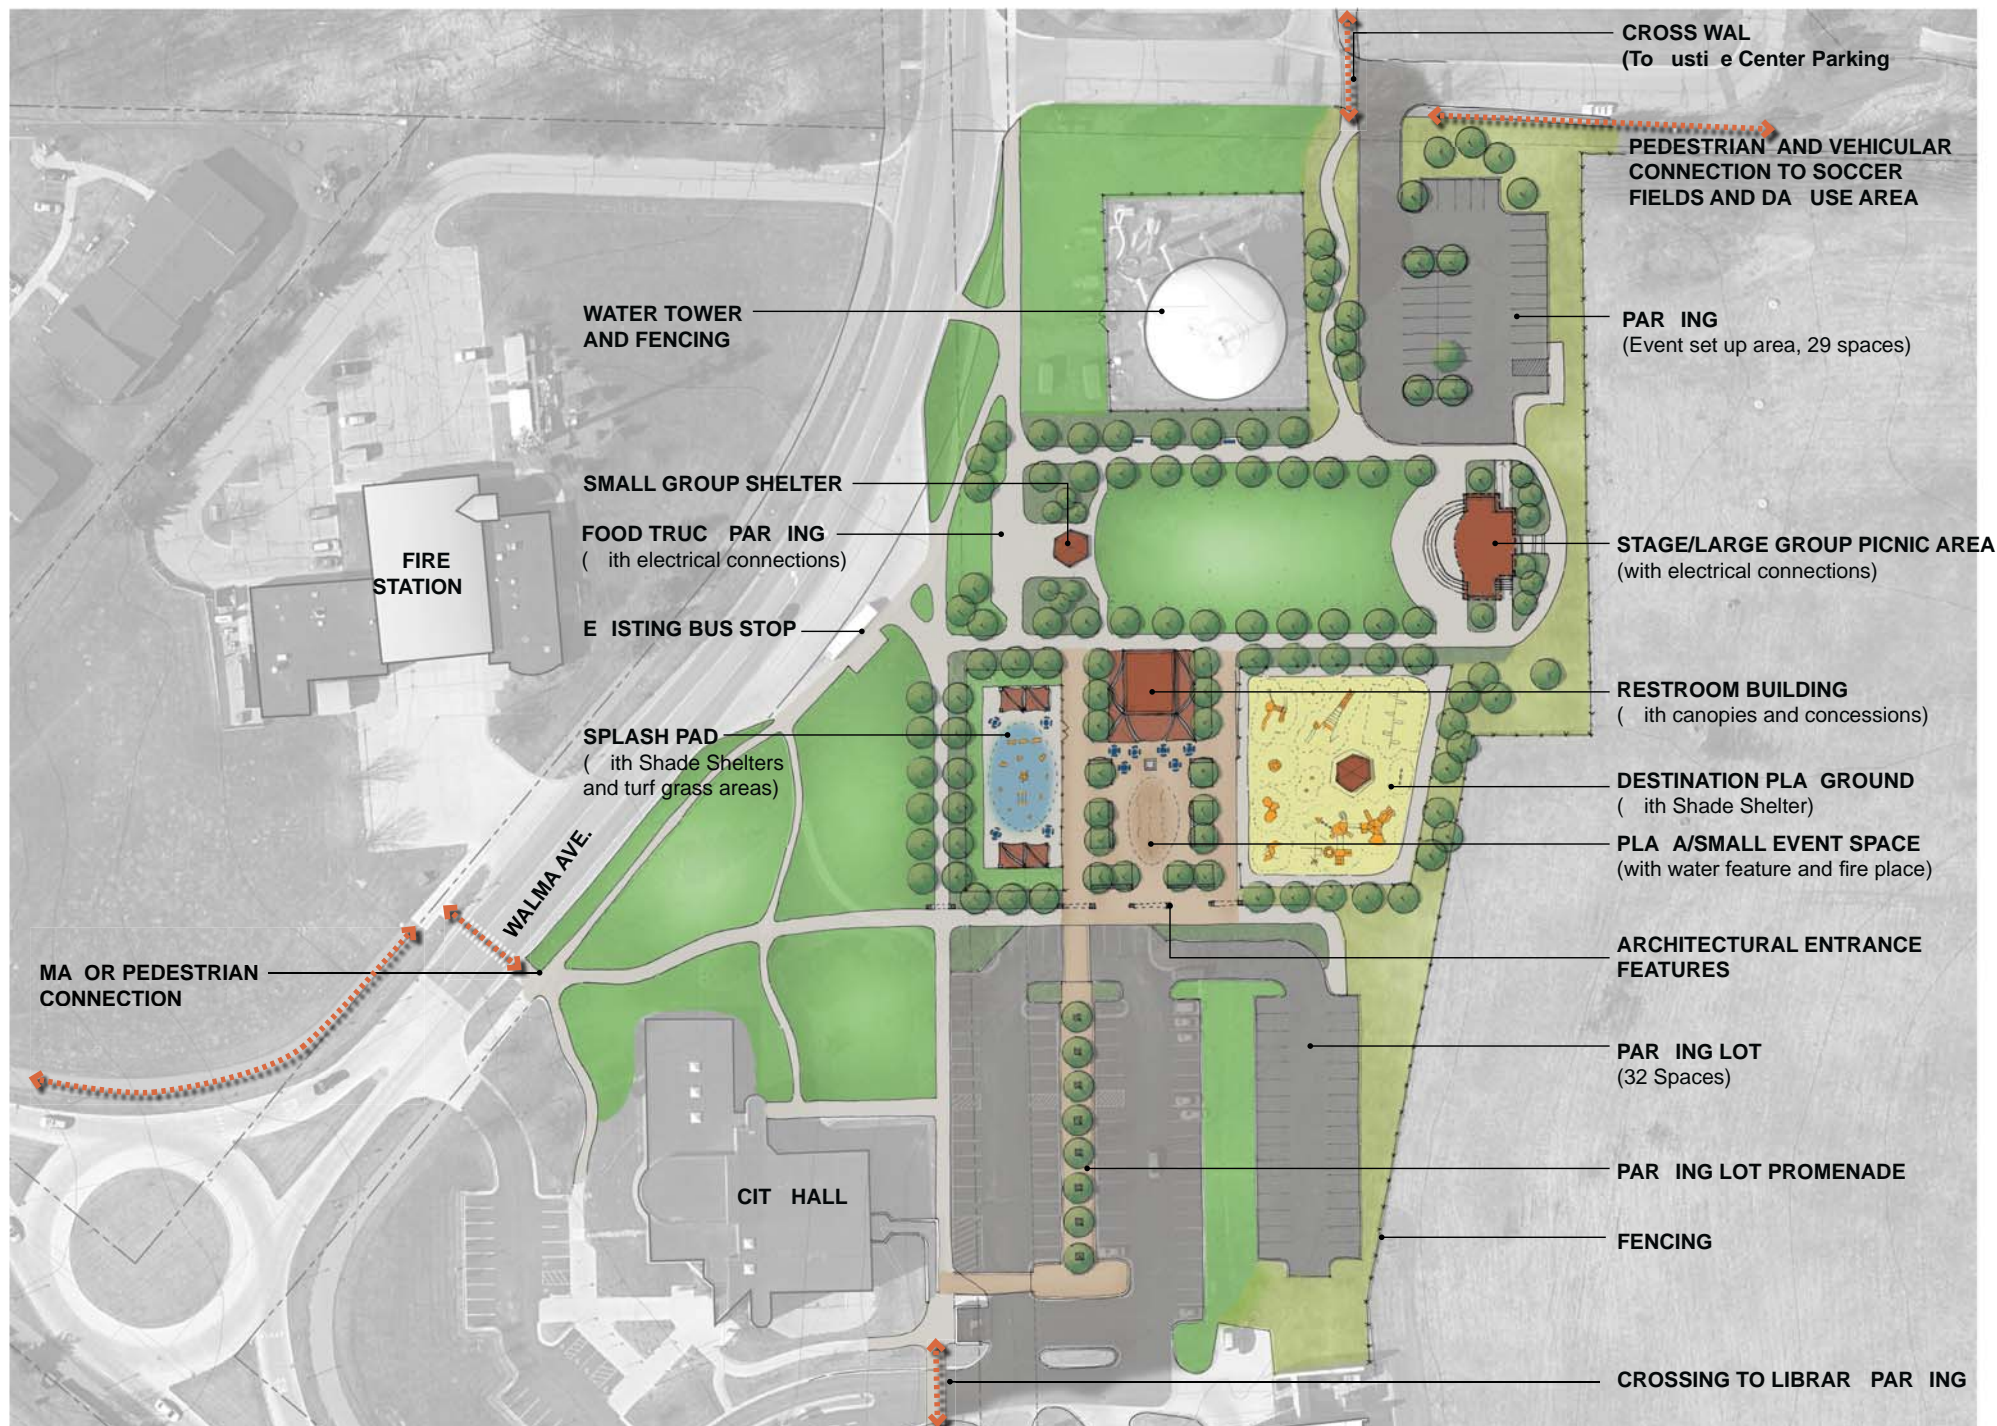 CROSS WAL
(To usti e Center Parking
PEDESTRIAN AND VEHICULAR
CONNECTION TO SOCCER
FIELDS AND DA USE AREA
WATER TOWER
AND FENCING
PAR ING
(Event set up area, 29 spaces)
SMALL GROUP SHELTER
FOOD TRUC PAR ING
( ith electrical connections)
FIRE
STATION
STAGE/LARGE GROUP PICNIC AREA
(with electrical connections)
E ISTING BUS STOP
RESTROOM BUILDING
( ith canopies and concessions)
SPLASH PAD
( ith Shade Shelters
and turf grass areas)
DESTINATION PLA GROUND
( ith Shade Shelter)
PLA A/SMALL EVENT SPACE
(with water feature and fire place)
WALMA AVE.
ARCHITECTURAL ENTRANCE
FEATURES
MA OR PEDESTRIAN
CONNECTION
PAR ING LOT
(32 Spaces)
PAR ING LOT PROMENADE
CIT HALL
FENCING
CROSSING TO LIBRAR PAR ING